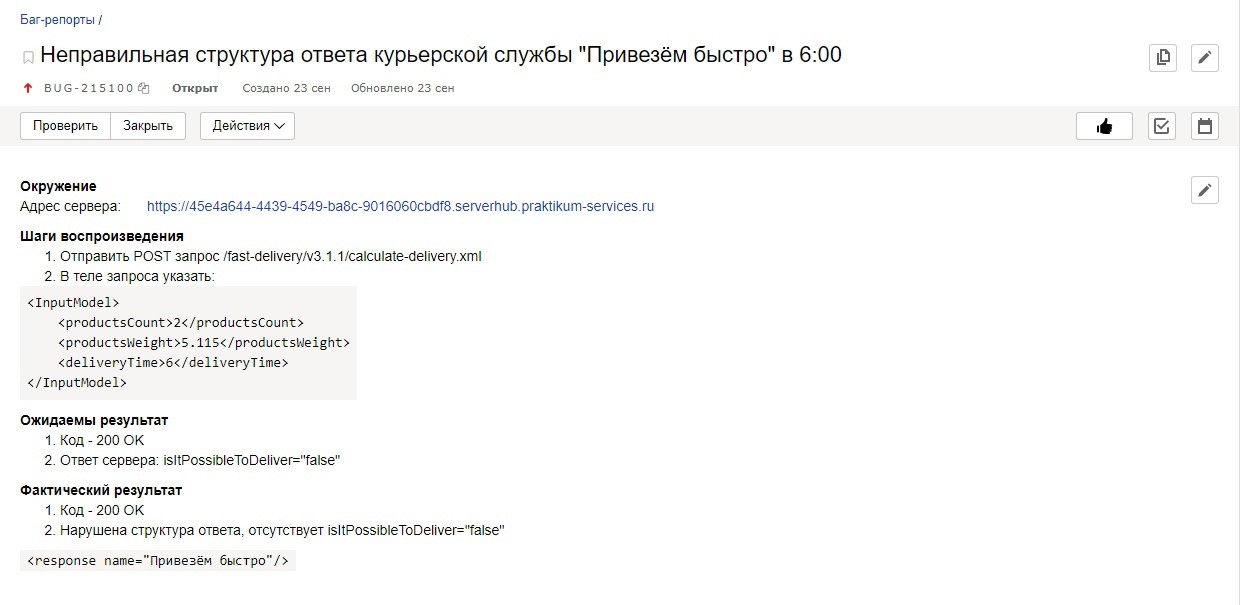 Баг-репорты /
Неправильная структура ответа курьерской службы "Привезём быстро" в 6:00
BUG-215100 Открыт Создано 23 сен Обновлено 23 сен
Проверить Закрыть Действия
Окружение
Адрес сервера: https://45e4a644-4439-4549-ba8c-9016060cbdf8.serverhub.praktikum-services.ru
Шаги воспроизведения
1. Отправить POST запрос /fast-delivery/v3.1.1/calculate-delivery.xml
2. В теле запроса указать:
<InputModel>
    <productsCount>2</productsCount>
    <productsWeight>5.115</productsWeight>
    <deliveryTime>6</deliveryTime>
</InputModel>
Ожидаемы результат
1. Код - 200 OK
2. Ответ сервера: isItPossibleToDeliver="false"
Фактический результат
1. Код - 200 OK
2. Нарушена структура ответа, отсутствует isItPossibleToDeliver="false"
<response name="Привезём быстро"/>